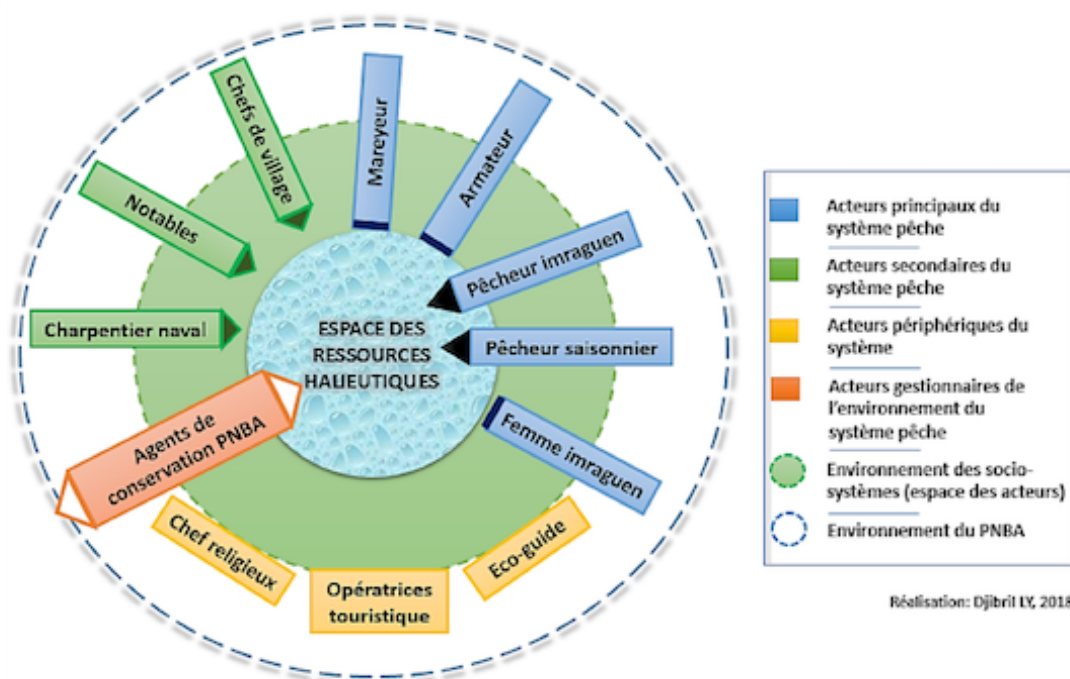 Chefs de village
Mareyeur
Armateur
Notables
Pêcheur imraguen
Charpentier naval
ESPACE DES
RESSOURCES
HALIEUTIQUES
Pêcheur saisonnier
Agents de
conservation PNBA
Femme imraguen
Chef religieux
Opératrices
touristique
Eco-guide
Acteurs principaux du
système pêche
Acteurs secondaires du
système pêche
Acteurs périphériques du
système
Acteurs gestionnaires de
l'environnement du
système pêche
Environnement des socio-
systèmes (espace des acteurs)
Environnement du PNBA
Réalisation: Djibril LY, 2018